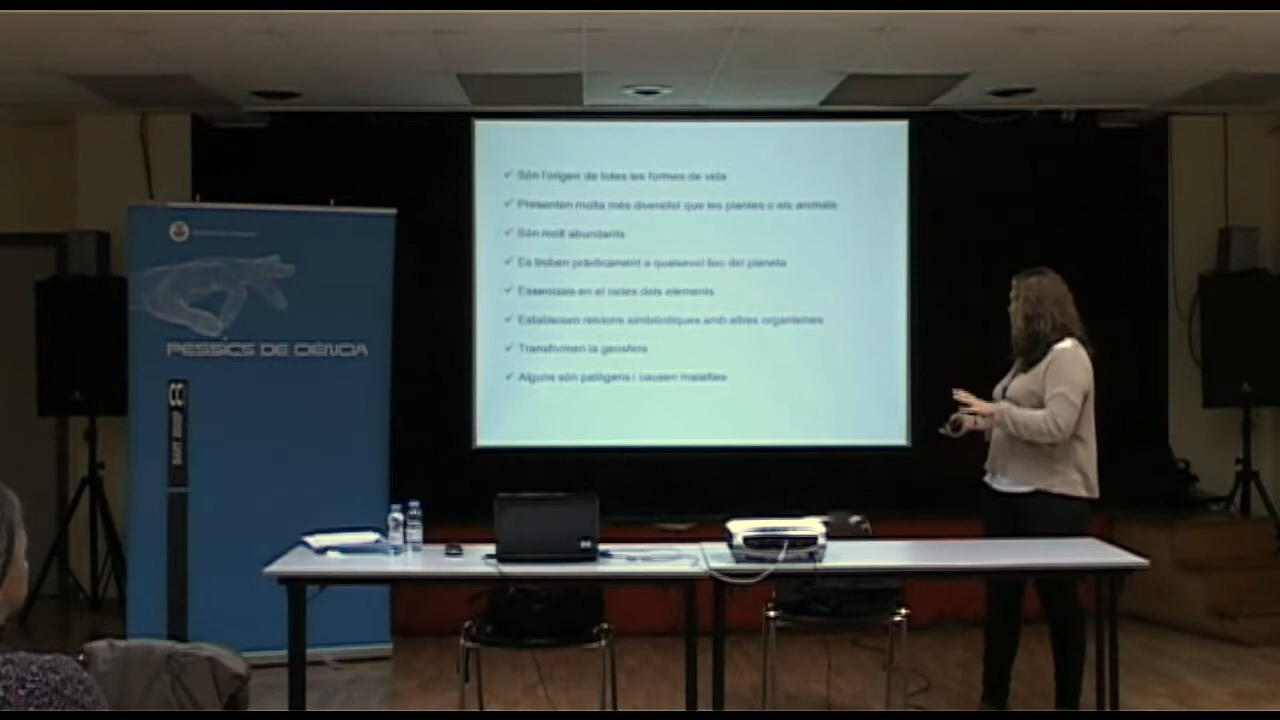 ✓ Són l'origen de totes les formes de vida
✓ Presenten molta més diversitat que les plantes o els animals
✓ Són molt abundants
✓ Es troben pràcticament a qualsevol lloc del planeta
✓ Essencials en el cicles dels elements
✓ Estableixen relacions simbiòtiques amb altres organismes
✓ Transformen la geosfera
✓ Alguns són patògens i causen malalties
PESSICS DE CIÈNCIA